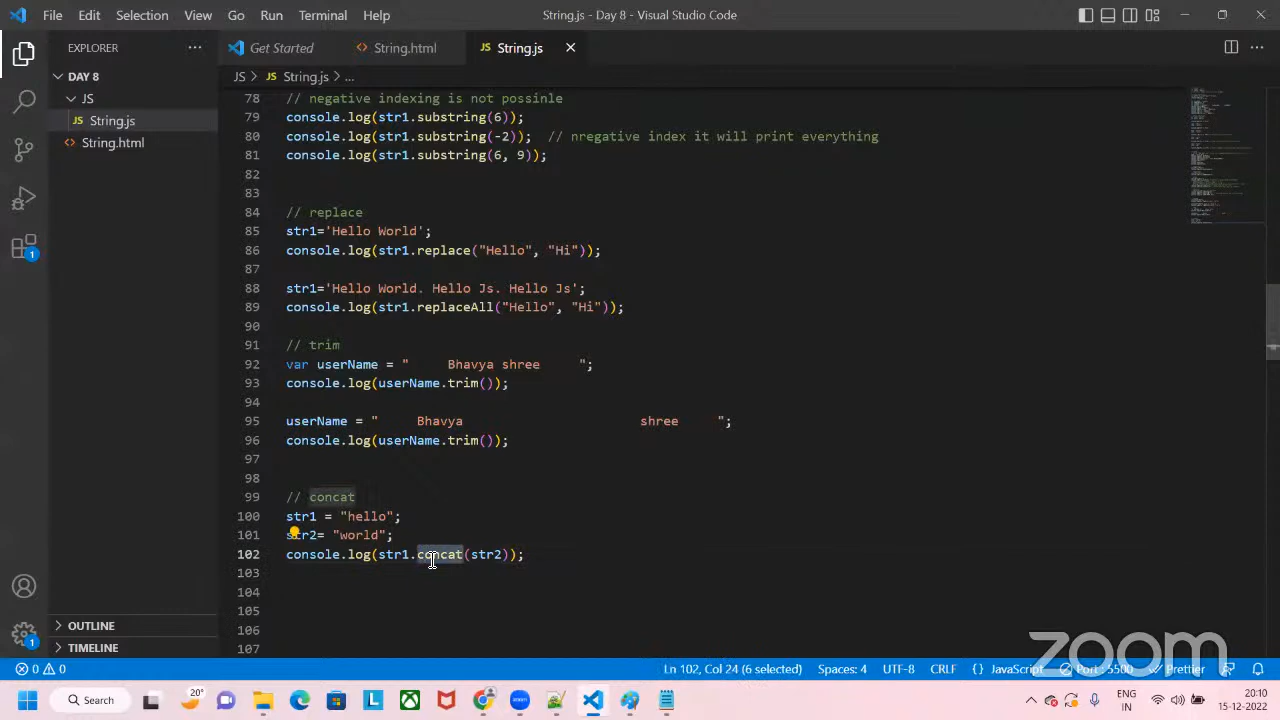 File Edit Selection View Go Run Terminal Help String.js - Day 8 - Visual Studio Code
EXPLORER
DAY 8
JS
String.js
String.html
OUTLINE
TIMELINE
1
1
Get Started String.html JS String.js
JS JS String.js ...
78 // negative indexing is not possinle
79 console.log(str1.substring(6));
80 console.log(str1.substring(-2)); // nregative index it will prnt everything
81 console.log(str1.substring(6, 9));
82
83
84 // replace
85 str1='Hello World';
86 console.log(str1.replace("Hello", "Hi"));
87
88 str1='Hello World. Hello Js. Hello Js';
89 console.log(str1.replaceAll("Hello", "Hi"));
90
91 // trim
92 var userName = "     Bhavya shree     ";
93 console.log(userName.trim());
94
95 userName = "     Bhavya                       shree     ";
96 console.log(userName.trim());
97
98
99 // concat
100 str1 = "hello";
101 str2= "world";
102 console.log(str1.concat(str2));
103
104
105
106
107
zoom
0 0 Ln 102, Col 24 (6 selected) Spaces: 4 UTF-8 CRLF {} JavaScript Port : 5500 Prettier
Search 20° ENG IN 20:10 15-12-2022